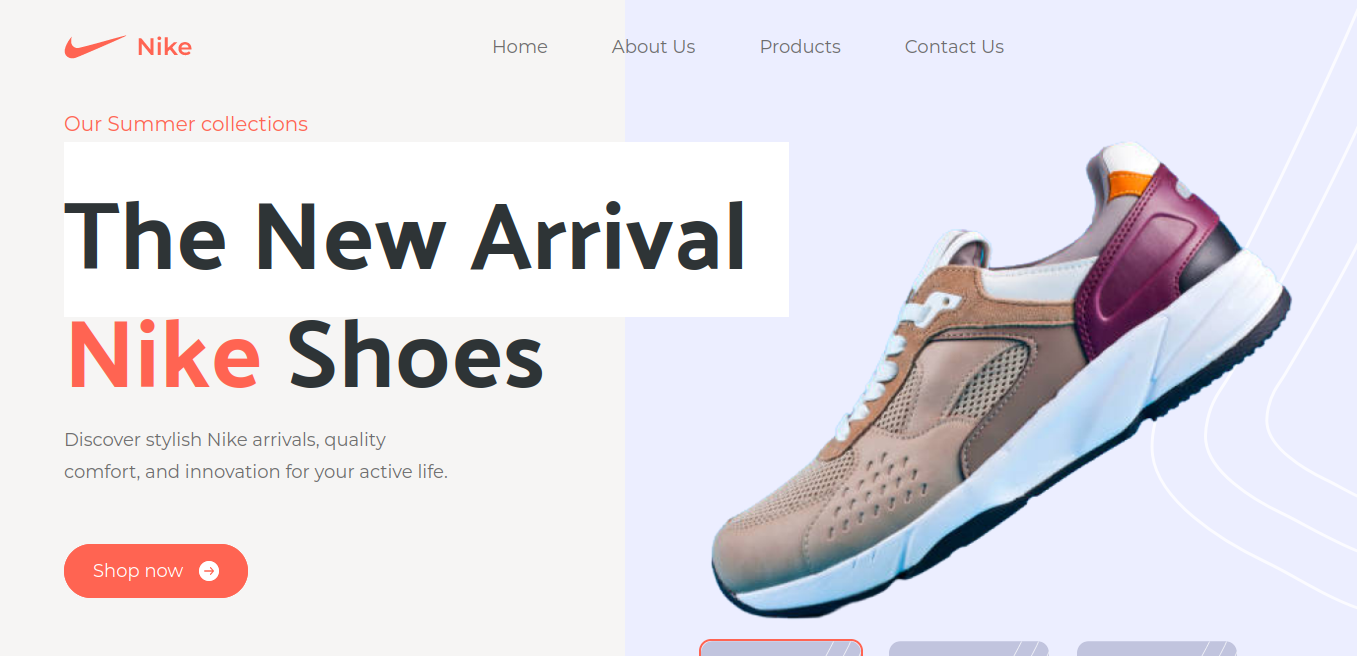 Nike
Home
About Us
Products
Contact Us
Our Summer collections
The New Arrival
Nike Shoes
Discover stylish Nike arrivals, quality
comfort, and innovation for your active life.
Shop now